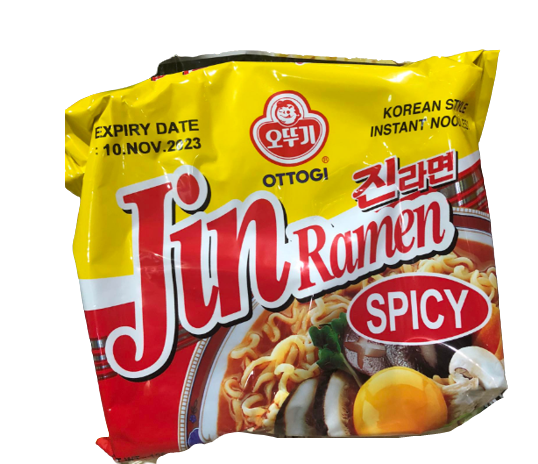 EXPIRY DATE
: 10.NOV.2023
오뚜기
®
OTTOGI
KOREAN STYLE
INSTANT NOODLES
진라면
Jin Ramen
SPICY